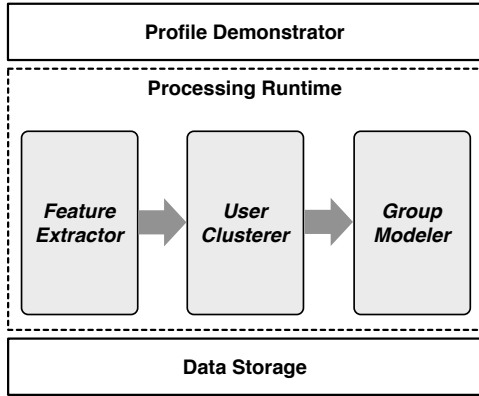 Profile Demonstrator
Processing Runtime
Feature
Extractor
User
Clusterer
Group
Modeler
Data Storage